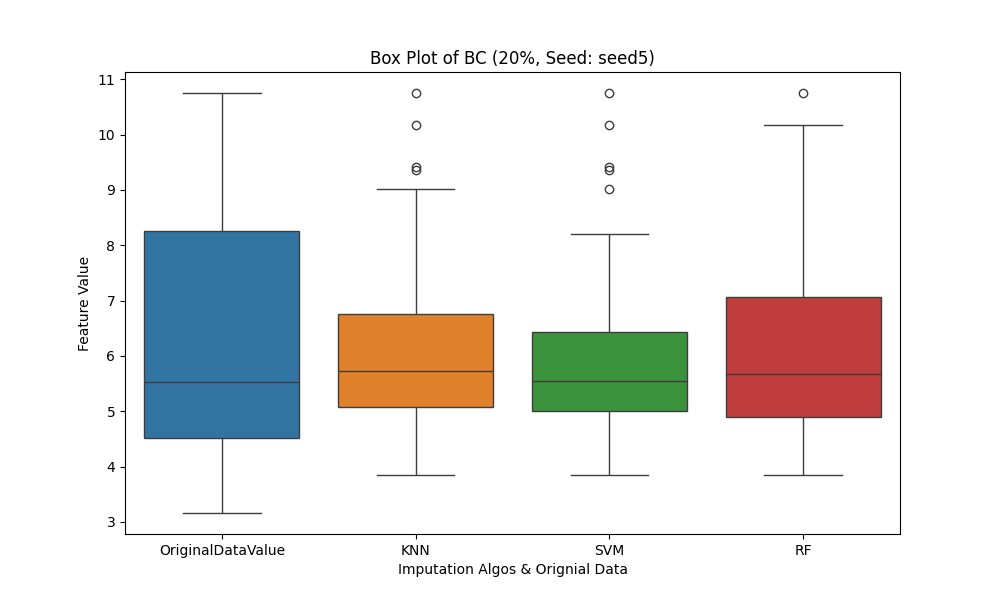 Box Plot of BC (20%, Seed: seed5)
Feature Value
11
10
9
8
7
6
5
4
3
OriginalDataValue
KNN
SVM
RF
Imputation Algos & Orignial Data